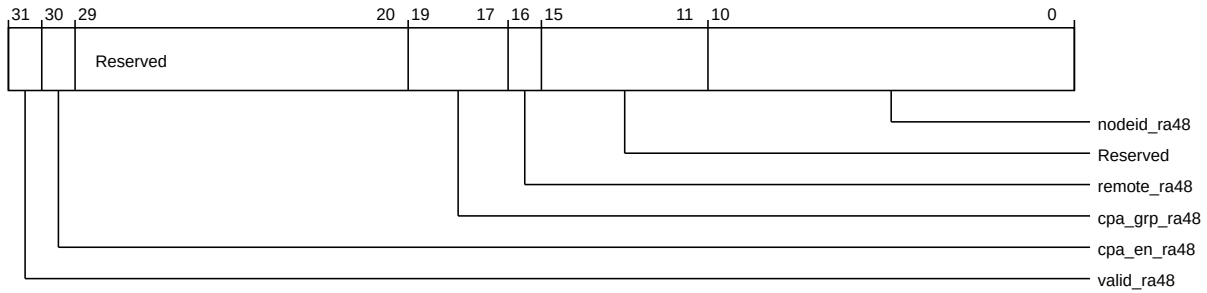 31 30 29 20 19 17 16 15 11 10 0
Reserved
nodeid_ra48
Reserved
remote_ra48
cpa_grp_ra48
cpa_en_ra48
valid_ra48